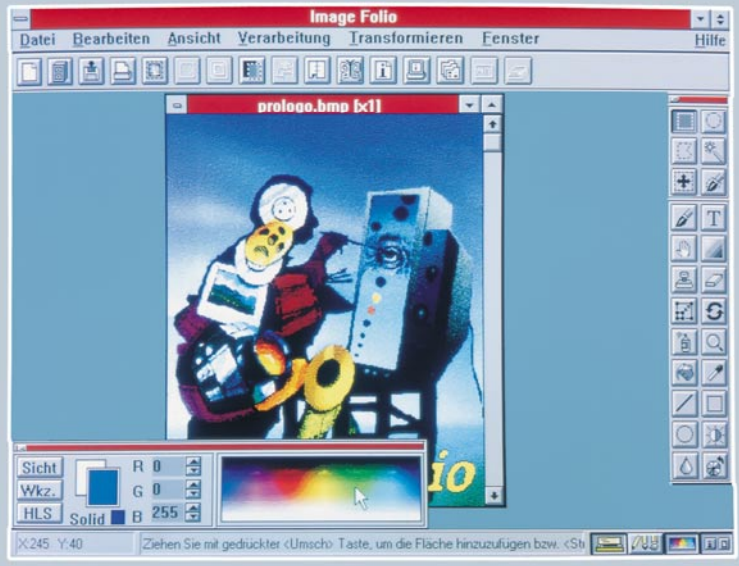 Image Folio
Datei Bearbeiten Ansicht Verarbeitung Transformieren Fenster Hilfe
prologo.bmp [x1]
T
io
Sicht R 0
Wkz. G 0
HLS Solid B 255
X:245 Y:40 Ziehen Sie mit gedrückter <Umsch> Taste, um die Fläche hinzuzufügen bzw. <St